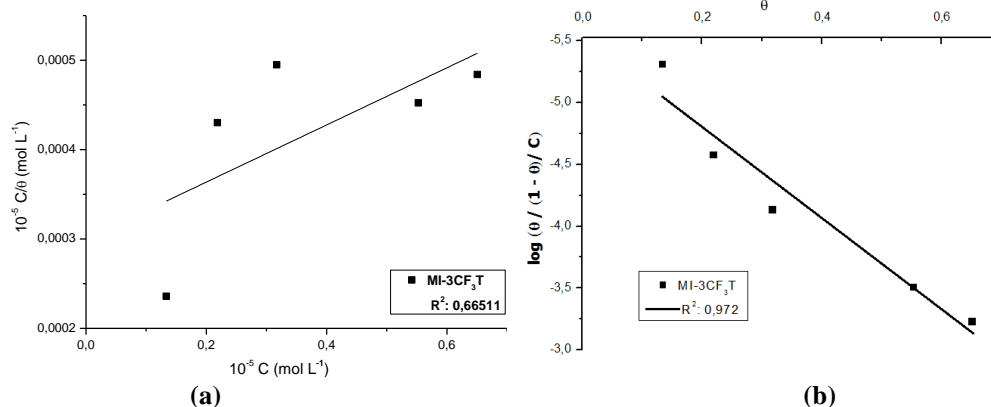 0,0005
0,0004
0,0003
0,0002
10⁻⁵ C/θ (mol L⁻¹)
0,0 0,2 0,4 0,6
10⁻⁵ C (mol L⁻¹)
MI-3CF₃T
R²: 0,66511
(a)
θ
0,0 0,2 0,4 0,6
-5,5
-5,0
-4,5
-4,0
-3,5
-3,0
log (θ / (1 - θ)/ C)
MI-3CF₃T
R²: 0,972
(b)